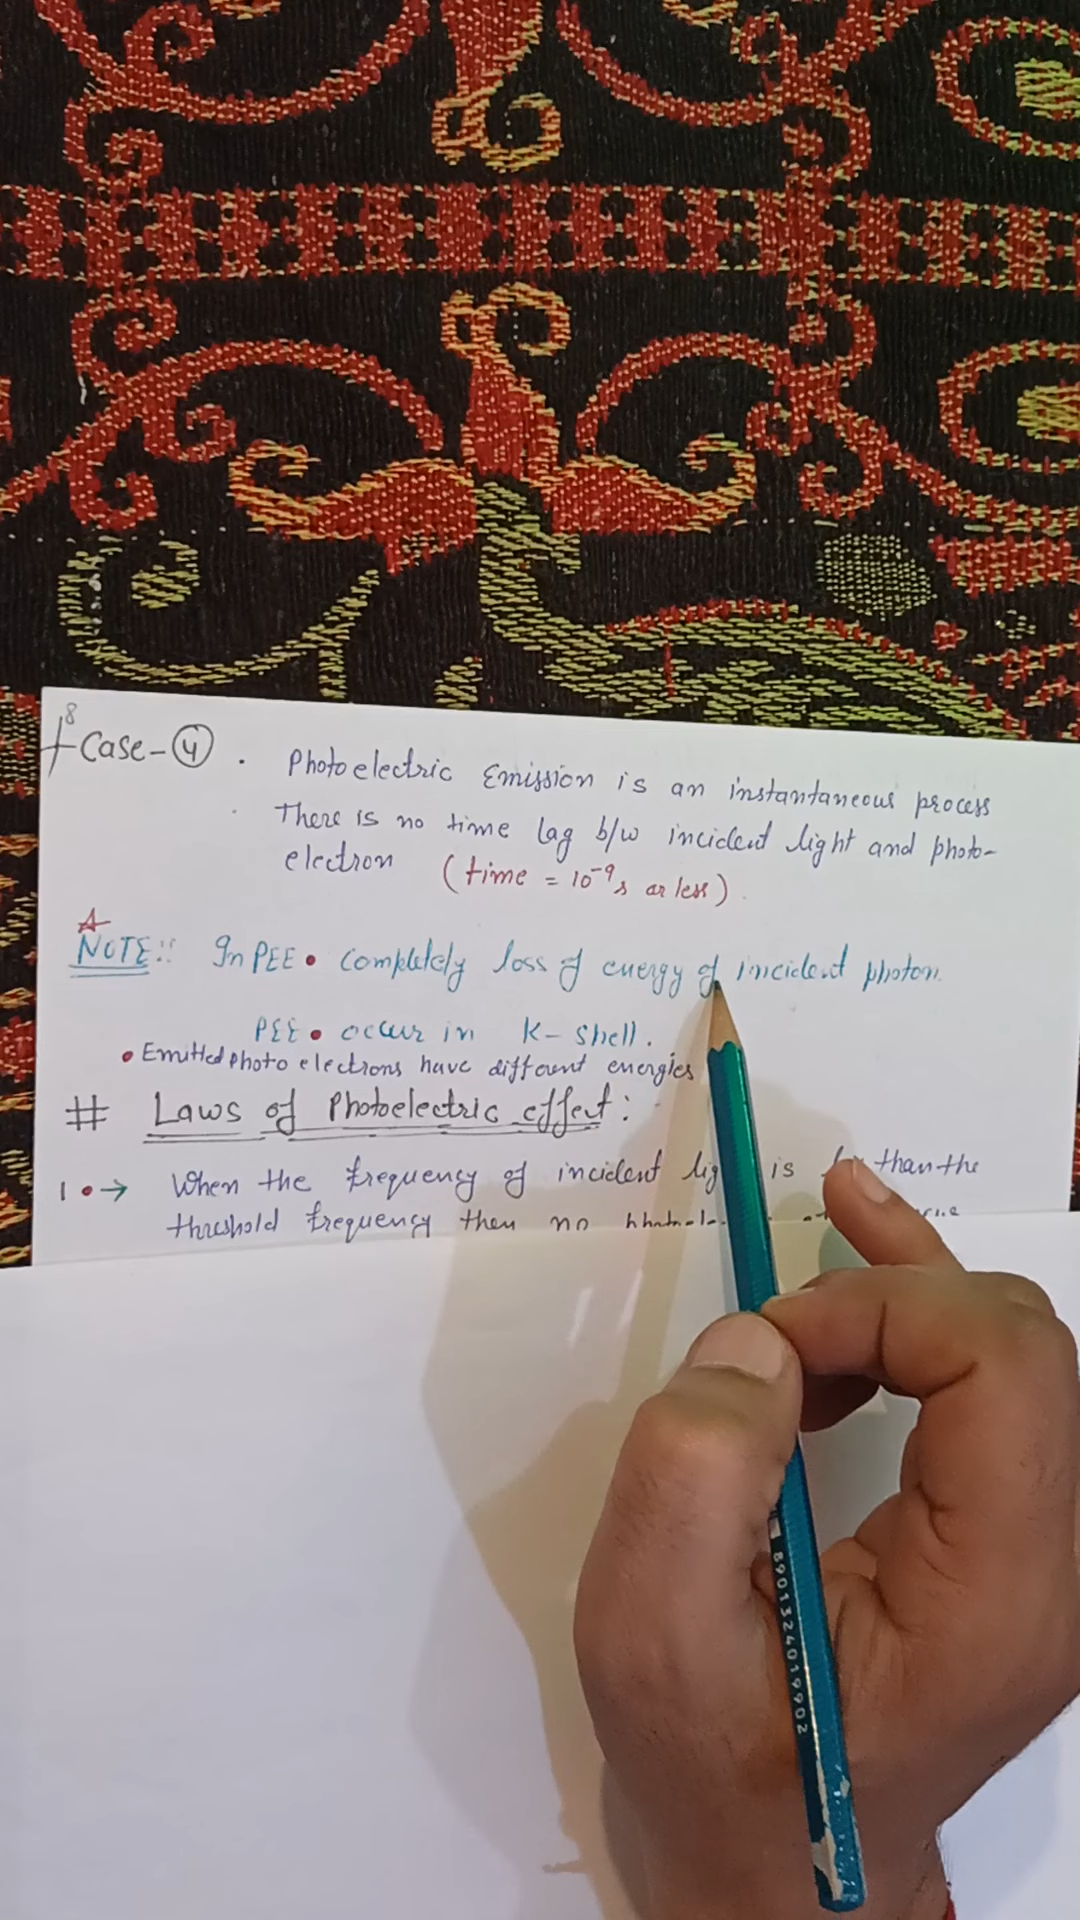 8
Case-④ . Photoelectric Emission is an instantaneous process
There is no time lag b/w incident light and photo-
electron (time = 10⁻⁹s or less).
NOTE:: In PEE • completely loss of energy of incident photon.
PEE • occur in K-shell.
• Emitted photo electrons have different energies
# Laws of Photoelectric effect:
1 •→ When the frequency of incident is than the
threshold frequency then no
8901324019902